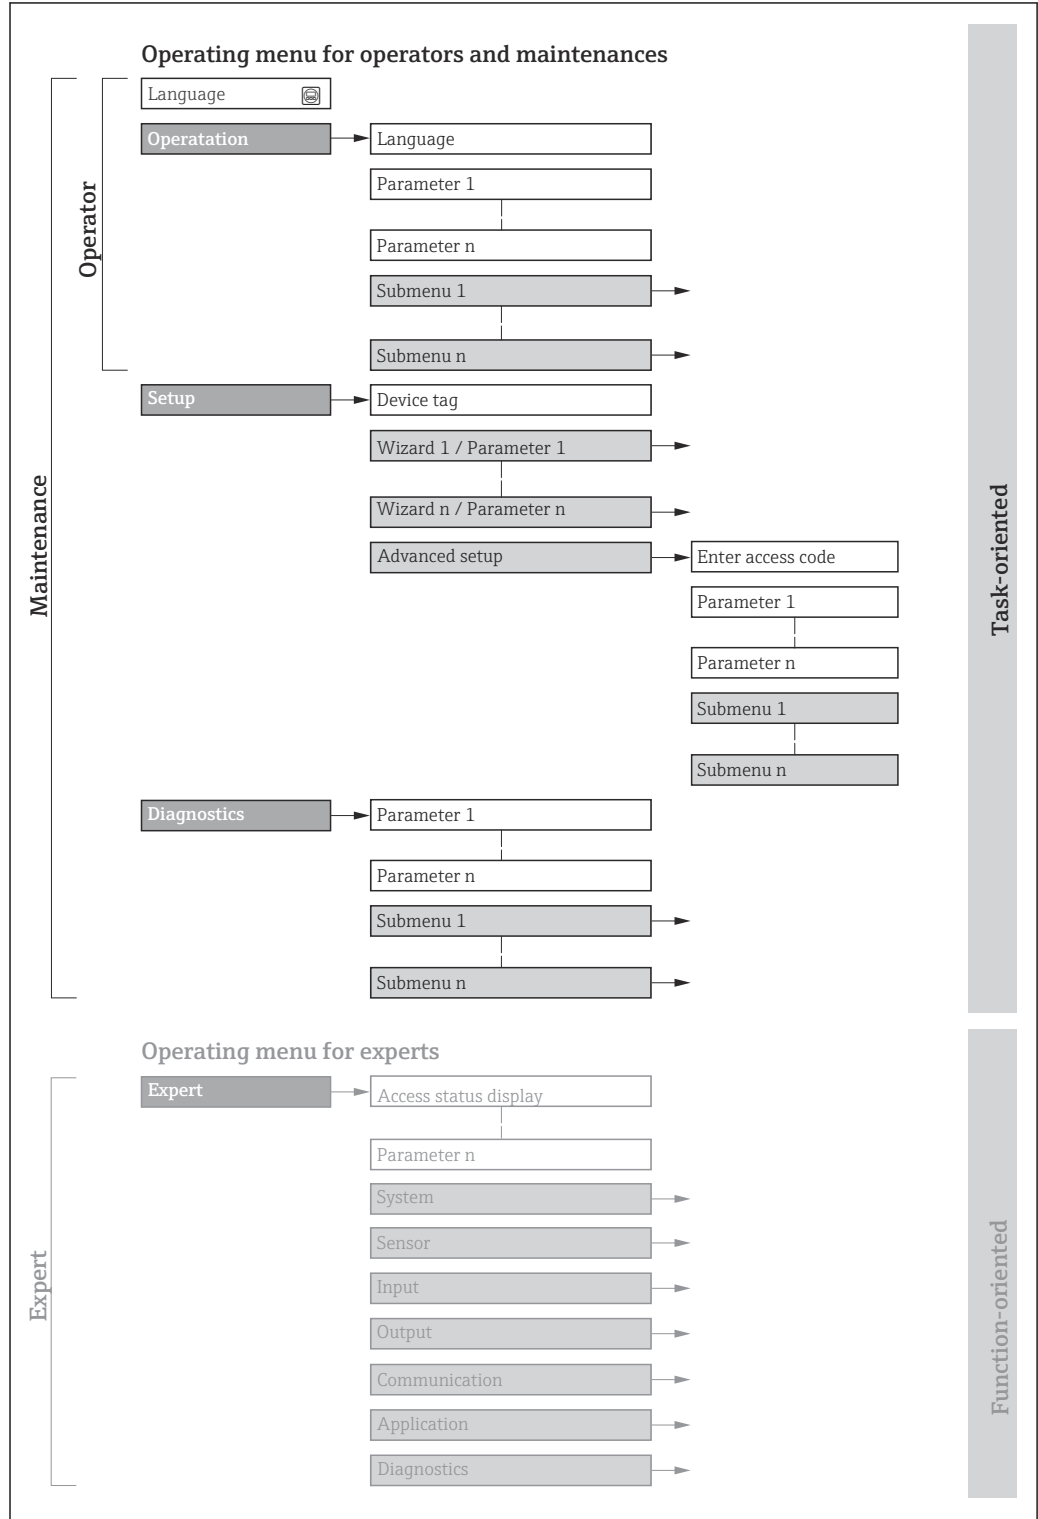 Operating menu for operators and maintenances
Language
Operatation
Language
Parameter 1
Parameter n
Submenu 1
Submenu n
Operator
Setup
Device tag
Wizard 1 / Parameter 1
Wizard n / Parameter n
Advanced setup
Enter access code
Parameter 1
Parameter n
Submenu 1
Submenu n
Maintenance
Task-oriented
Diagnostics
Parameter 1
Parameter n
Submenu 1
Submenu n
Operating menu for experts
Expert
Access status display
Parameter n
System
Sensor
Input
Output
Communication
Application
Diagnostics
Expert
Function-oriented